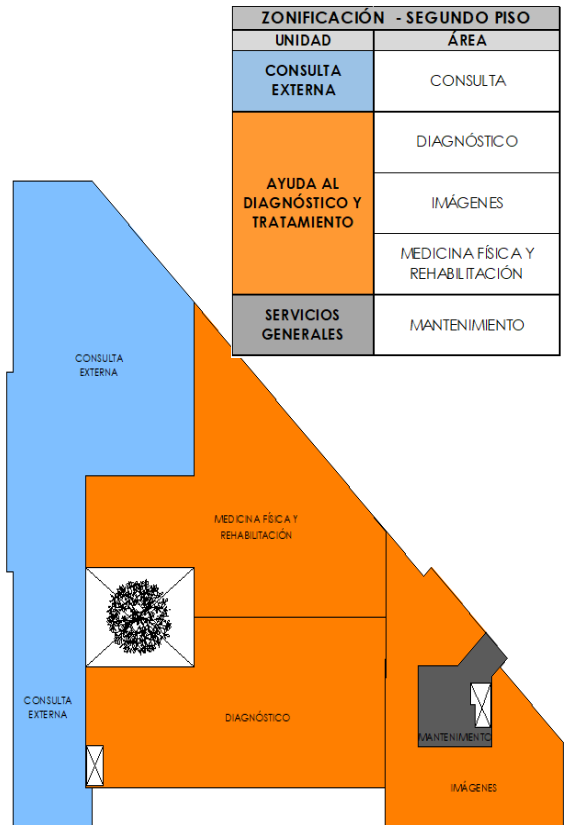 ZONIFICACIÓN - SEGUNDO PISO
UNIDAD ÁREA
CONSULTA
EXTERNA
CONSULTA
AYUDA AL
DIAGNÓSTICO Y
TRATAMIENTO
DIAGNÓSTICO
IMÁGENES
MEDICINA FÍSICA Y
REHABILITACIÓN
SERVICIOS
GENERALES
MANTENIMIENTO
CONSULTA
EXTERNA
MEDICINA FÍSICA Y
REHABILITACIÓN
CONSULTA
EXTERNA
DIAGNÓSTICO
MANTENIMIENTO
IMÁGENES